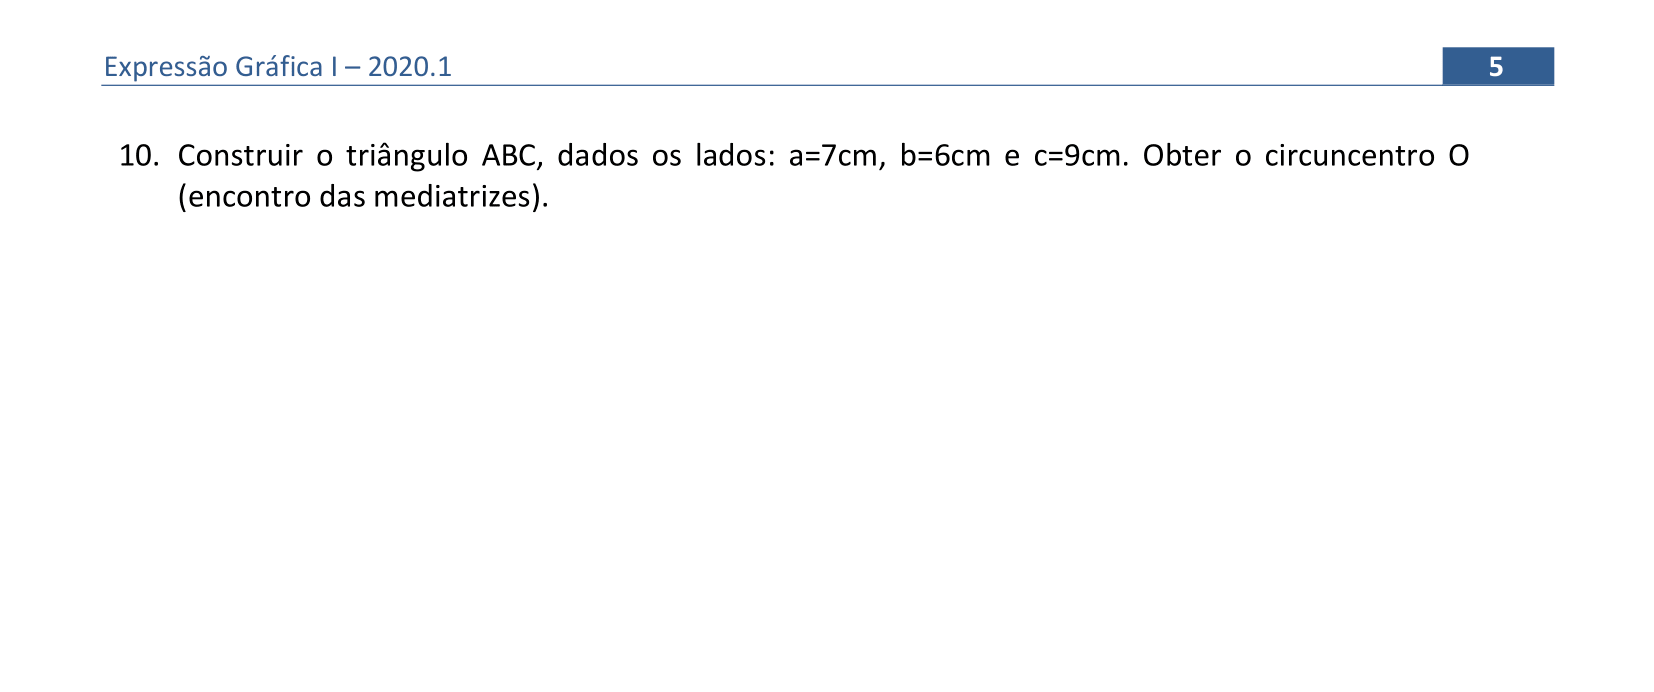 Expressão Gráfica I – 2020.1
5
10. Construir o triângulo ABC, dados os lados: a=7cm, b=6cm e c=9cm. Obter o circuncentro O
(encontro das mediatrizes).